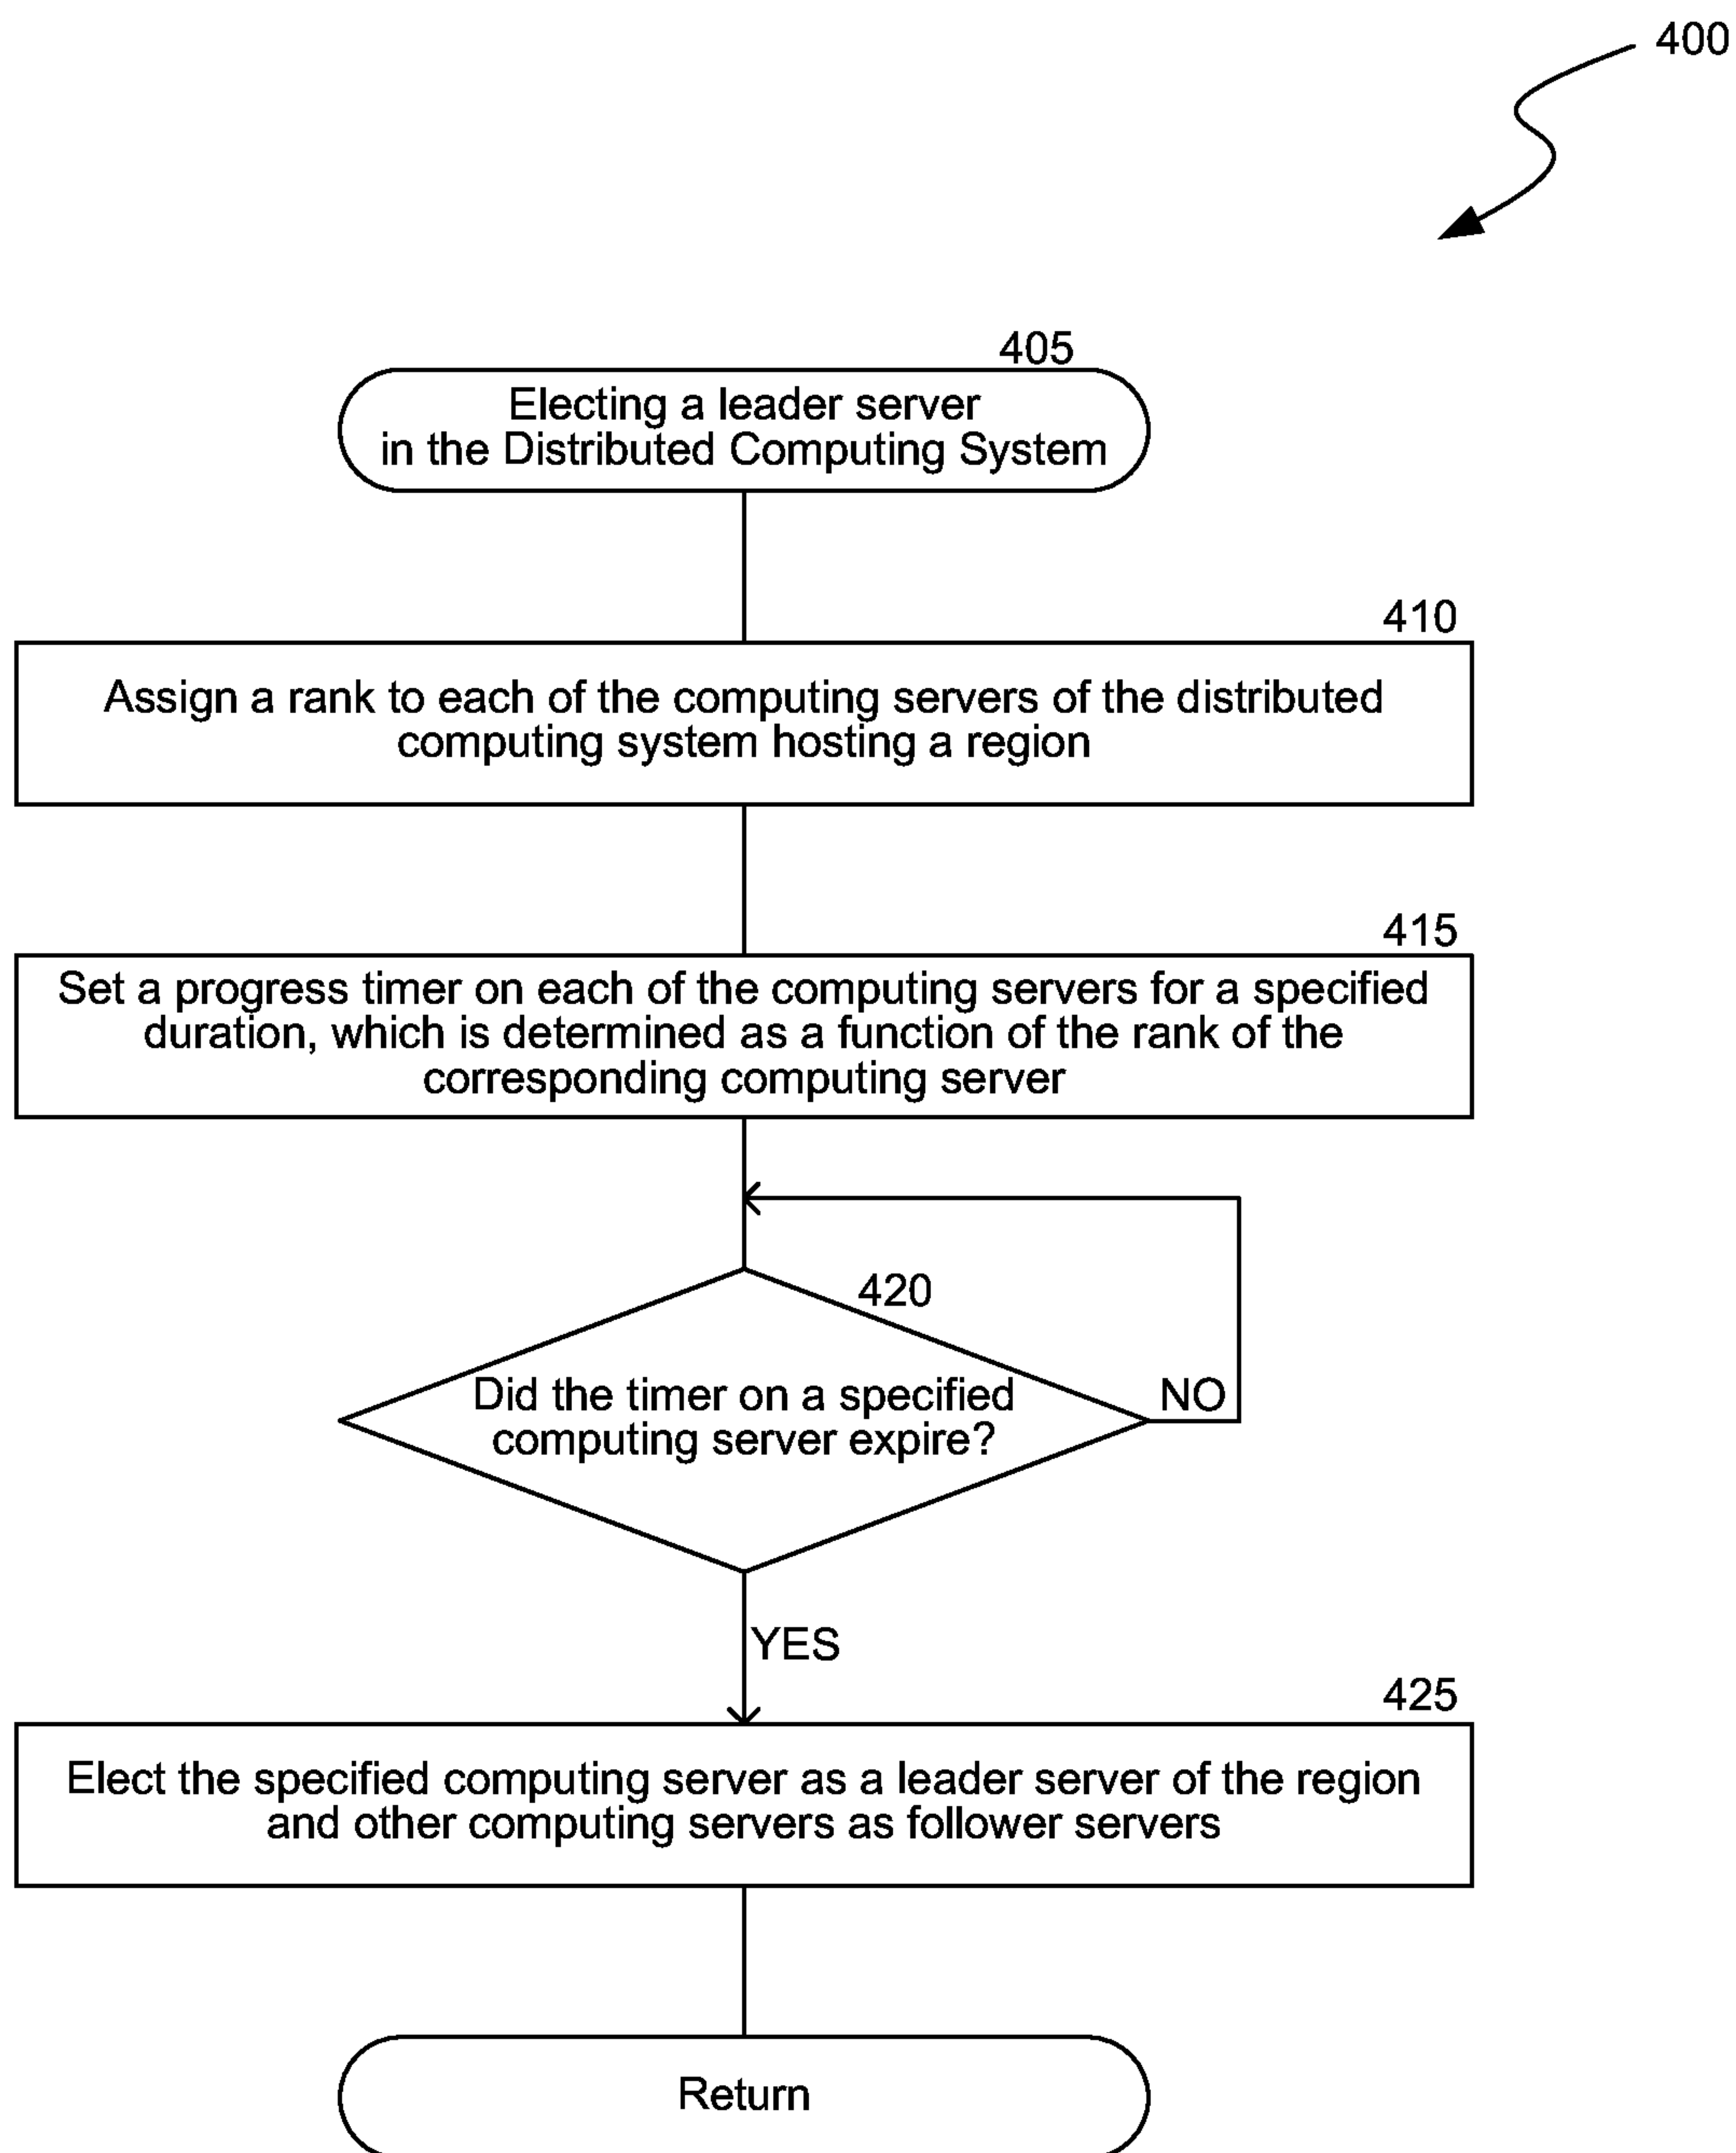 400
405
Electing a leader server
in the Distributed Computing System
410
Assign a rank to each of the computing servers of the distributed
computing system hosting a region
415
Set a progress timer on each of the computing servers for a specified
duration, which is determined as a function of the rank of the
corresponding computing server
420
Did the timer on a specified
computing server expire?
NO
YES
425
Elect the specified computing server as a leader server of the region
and other computing servers as follower servers
Return